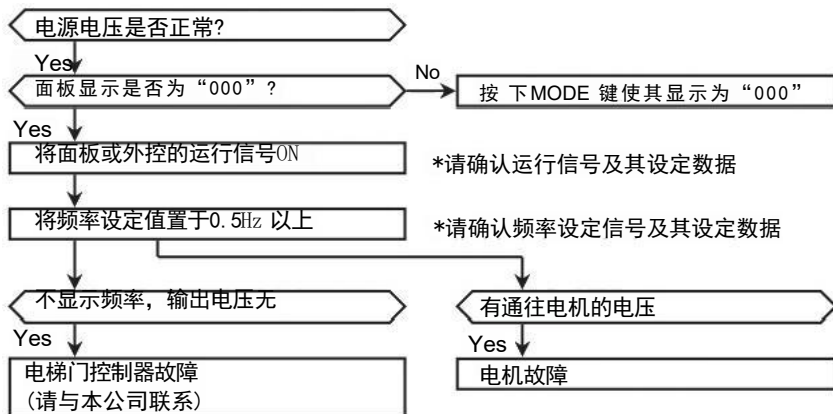 电源电压是否正常?
Yes
面板显示是否为“000”?
No
按 下MODE 键使其显示为“000”
Yes
将面板或外控的运行信号ON
*请确认运行信号及其设定数据
将频率设定值置于0.5Hz 以上
*请确认频率设定信号及其设定数据
不显示频率，输出电压无
有通往电机的电压
Yes
Yes
电梯门控制器故障
(请与本公司联系)
电机故障